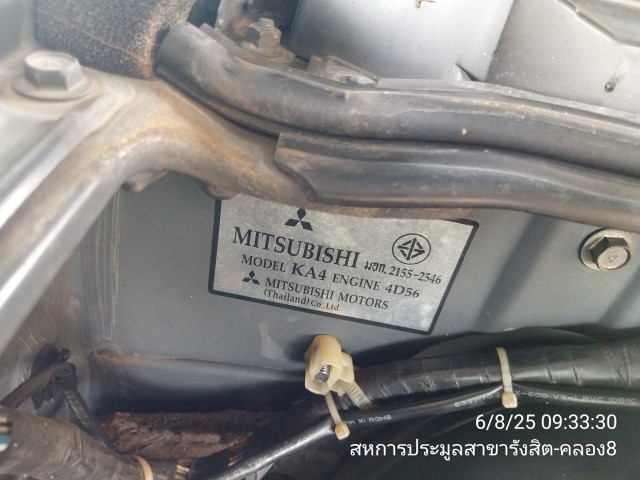 MITSUBISHI มอก.2155-2546
MODEL KA4 ENGINE 4D56
MITSUBISHI MOTORS
(Thailand) Co., Ltd.
6/8/25 09:33:30
สหการประมูลสาขารังสิต-คลอง8